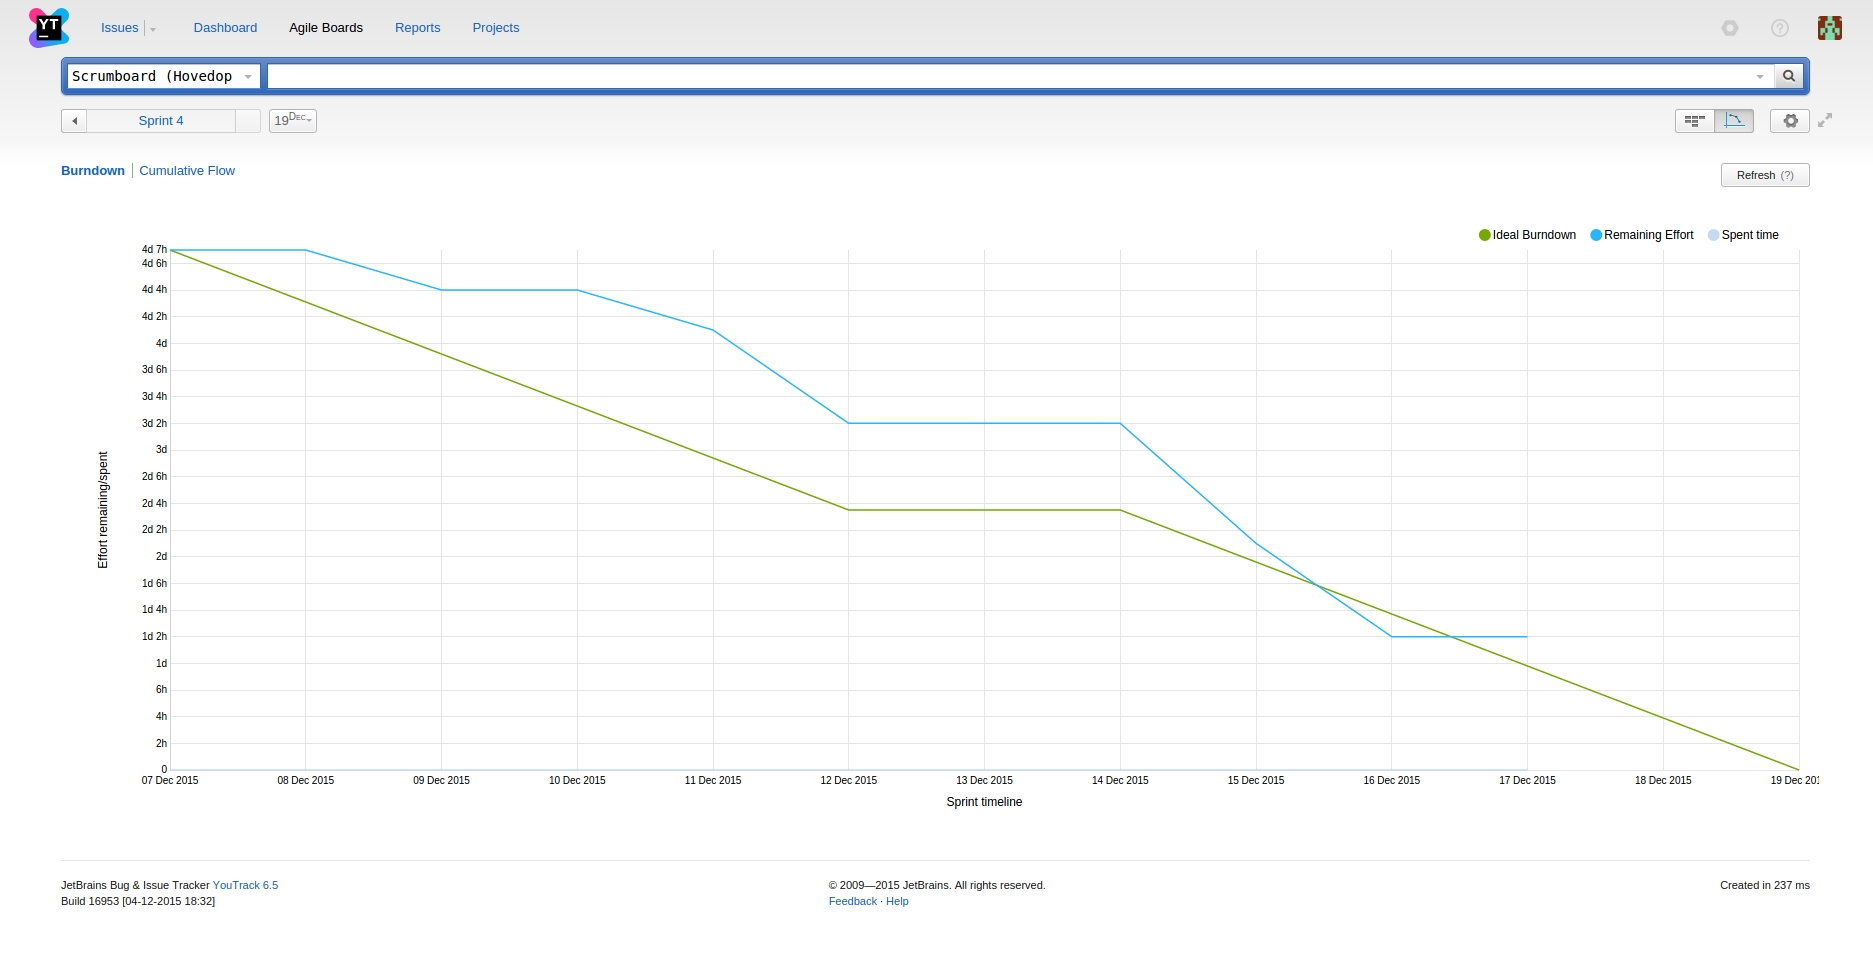 YT
Issues Dashboard Agile Boards Reports Projects
Scrumboard (Hovedop
Sprint 4 19 DEC
Burndown Cumulative Flow
Refresh (?)
Ideal Burndown Remaining Effort Spent time
4d 7h
4d 6h
4d 4h
4d 2h
4d
3d 6h
3d 4h
3d 2h
3d
2d 6h
2d 4h
2d 2h
2d
1d 6h
1d 4h
1d 2h
1d
6h
4h
2h
0
Effort remaining/spent
07 Dec 2015 08 Dec 2015 09 Dec 2015 10 Dec 2015 11 Dec 2015 12 Dec 2015 13 Dec 2015 14 Dec 2015 15 Dec 2015 16 Dec 2015 17 Dec 2015 18 Dec 2015 19 Dec 201
Sprint timeline
JetBrains Bug & Issue Tracker YouTrack 6.5
Build 16953 [04-12-2015 18:32]
© 2009—2015 JetBrains. All rights reserved.
Feedback · Help
Created in 237 ms